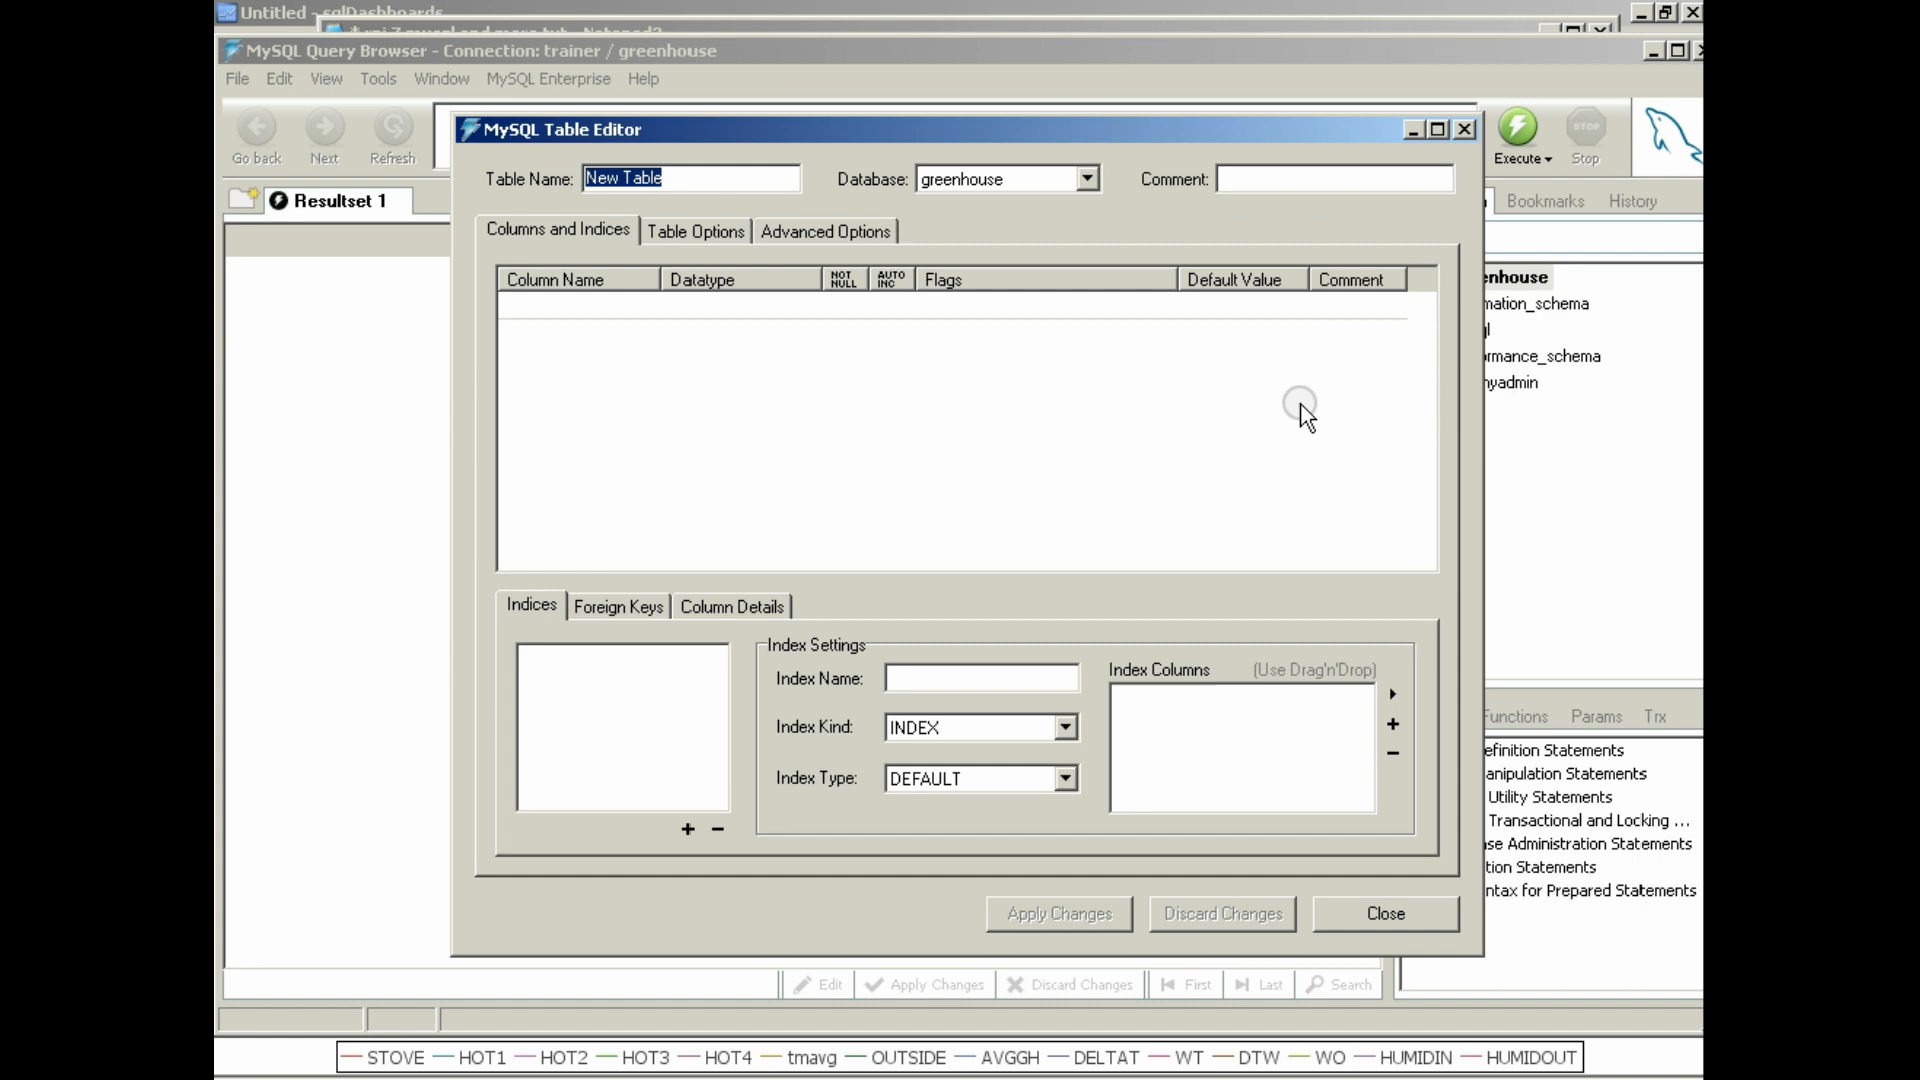 Untitled - sqlDashboards
MySQL Query Browser - Connection: trainer / greenhouse
File Edit View Tools Window MySQL Enterprise Help
Go back Next Refresh
Execute STOP Stop
MySQL Table Editor
Table Name: New Table Database: greenhouse Comment:
Resultset 1
Bookmarks History
Columns and Indices Table Options Advanced Options
Column Name Datatype NOT NULL AUTO INC Flags Default Value Comment
enhouse
mation_schema
ql
ormance_schema
nyadmin
Indices Foreign Keys Column Details
Index Settings
Index Name:
Index Columns (Use Drag'n'Drop)
Index Kind: INDEX
Index Type: DEFAULT
+ −
Functions Params Trx
efinition Statements
anipulation Statements
Utility Statements
Transactional and Locking ...
se Administration Statements
tion Statements
ntax for Prepared Statements
Apply Changes Discard Changes Close
Edit Apply Changes Discard Changes First Last Search
STOVE HOT1 HOT2 HOT3 HOT4 tmavg OUTSIDE AVGGH DELTAT WT DTW WO HUMIDIN HUMIDOUT